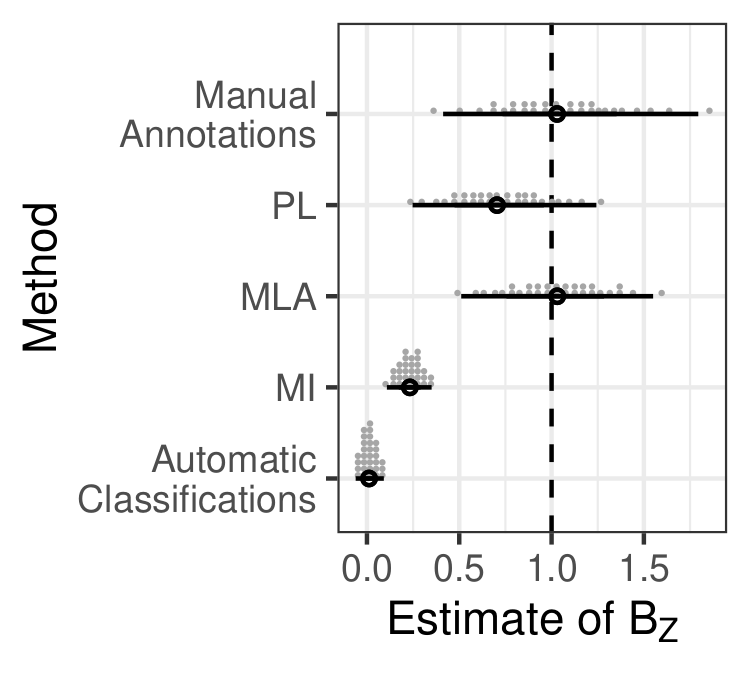 Method
Manual
Annotations
PL
MLA
MI
Automatic
Classifications
0.0 0.5 1.0 1.5
Estimate of B_Z